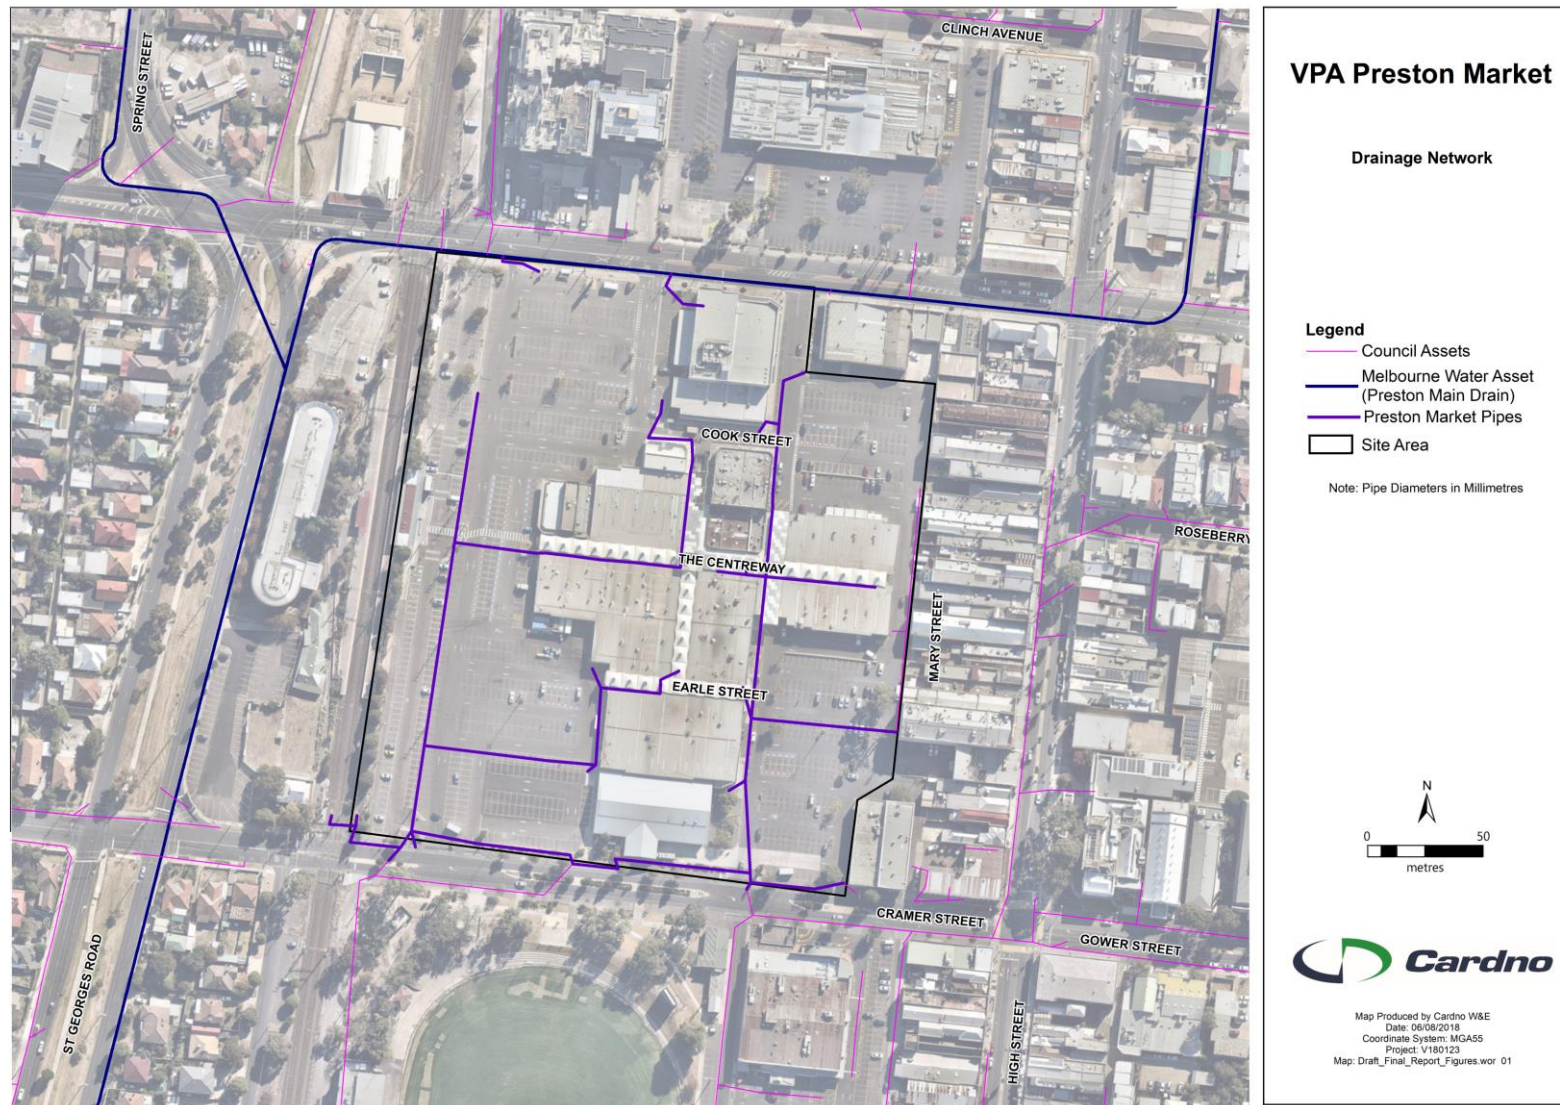 CLINCH AVENUE
SPRING STREET
COOK STREET
THE CENTREWAY
ROSEBERRY
MARY STREET
EARLE STREET
CRAMER STREET
GOWER STREET
ST GEORGES ROAD
HIGH STREET
VPA Preston Market
Drainage Network
Legend
Council Assets
Melbourne Water Asset
(Preston Main Drain)
Preston Market Pipes
Site Area
Note: Pipe Diameters in Millimetres
N
0 50
metres
Cardno
Map Produced by Cardno W&E
Date: 06/08/2018
Coordinate System: MGA55
Project: V180123
Map: Draft_Final_Report_Figures.wor 01